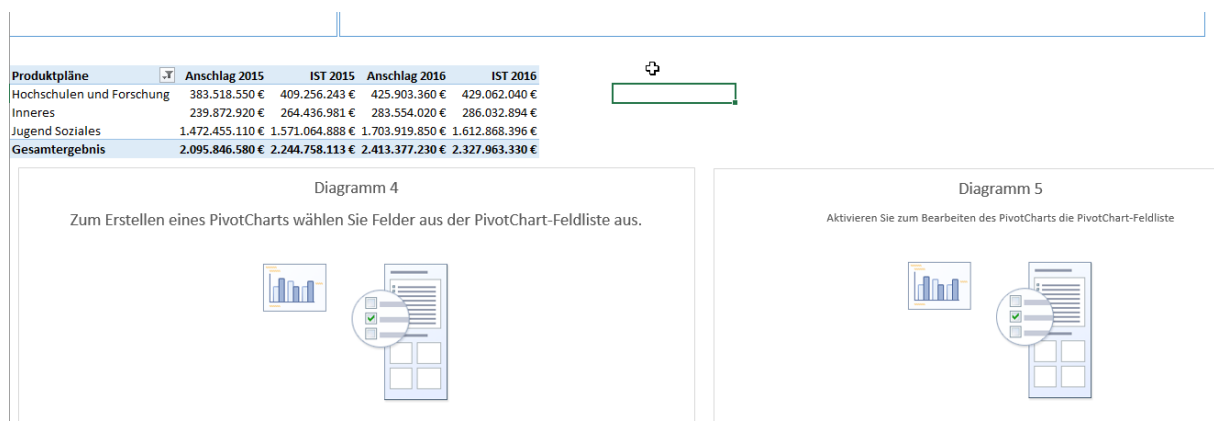 Produktpläne Anschlag 2015 IST 2015 Anschlag 2016 IST 2016
Hochschulen und Forschung 383.518.550 € 409.256.243 € 425.903.360 € 429.062.040 €
Inneres 239.872.920 € 264.436.981 € 283.554.020 € 286.032.894 €
Jugend Soziales 1.472.455.110 € 1.571.064.888 € 1.703.919.850 € 1.612.868.396 €
Gesamtergebnis 2.095.846.580 € 2.244.758.113 € 2.413.377.230 € 2.327.963.330 €
Diagramm 4
Zum Erstellen eines PivotCharts wählen Sie Felder aus der PivotChart-Feldliste aus.
Diagramm 5
Aktivieren Sie zum Bearbeiten des PivotCharts die PivotChart-Feldliste